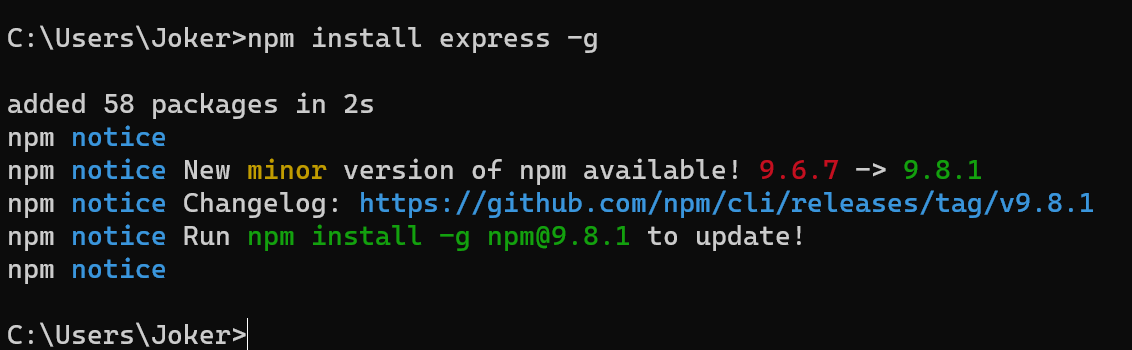 C:\Users\Joker>npm install express -g
added 58 packages in 2s
npm notice
npm notice New minor version of npm available! 9.6.7 -> 9.8.1
npm notice Changelog: https://github.com/npm/cli/releases/tag/v9.8.1
npm notice Run npm install -g npm@9.8.1 to update!
npm notice
C:\Users\Joker>